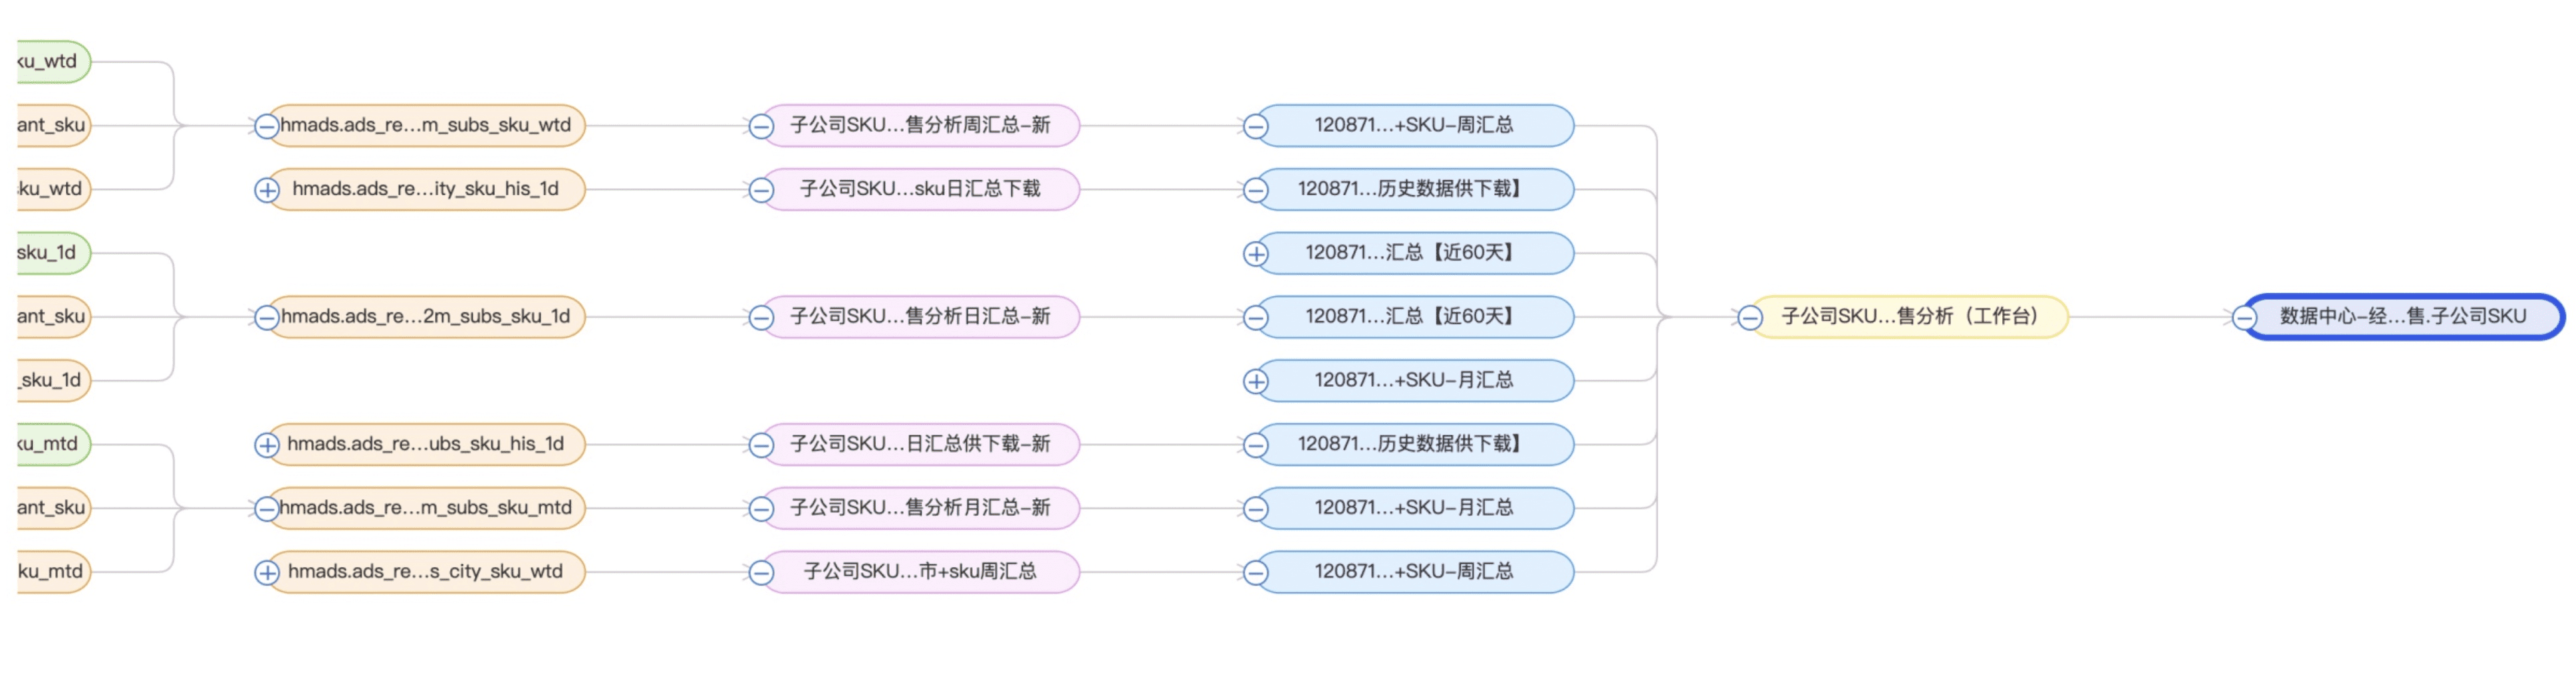 ku_wtd
ant_sku
hmads.ads_re...m_subs_sku_wtd
子公司SKU...售分析周汇总-新
120871...+SKU-周汇总
ku_wtd
hmads.ads_re...ity_sku_his_1d
子公司SKU...sku日汇总下载
120871...历史数据供下载】
sku_1d
120871...汇总【近60天】
ant_sku
hmads.ads_re...2m_subs_sku_1d
子公司SKU...售分析日汇总-新
120871...汇总【近60天】
子公司SKU...售分析（工作台）
数据中心-经...售.子公司SKU
_sku_1d
120871...+SKU-月汇总
ku_mtd
hmads.ads_re...ubs_sku_his_1d
子公司SKU...日汇总供下载-新
120871...历史数据供下载】
ant_sku
hmads.ads_re...m_subs_sku_mtd
子公司SKU...售分析月汇总-新
120871...+SKU-月汇总
ku_mtd
hmads.ads_re...s_city_sku_wtd
子公司SKU...市+sku周汇总
120871...+SKU-周汇总